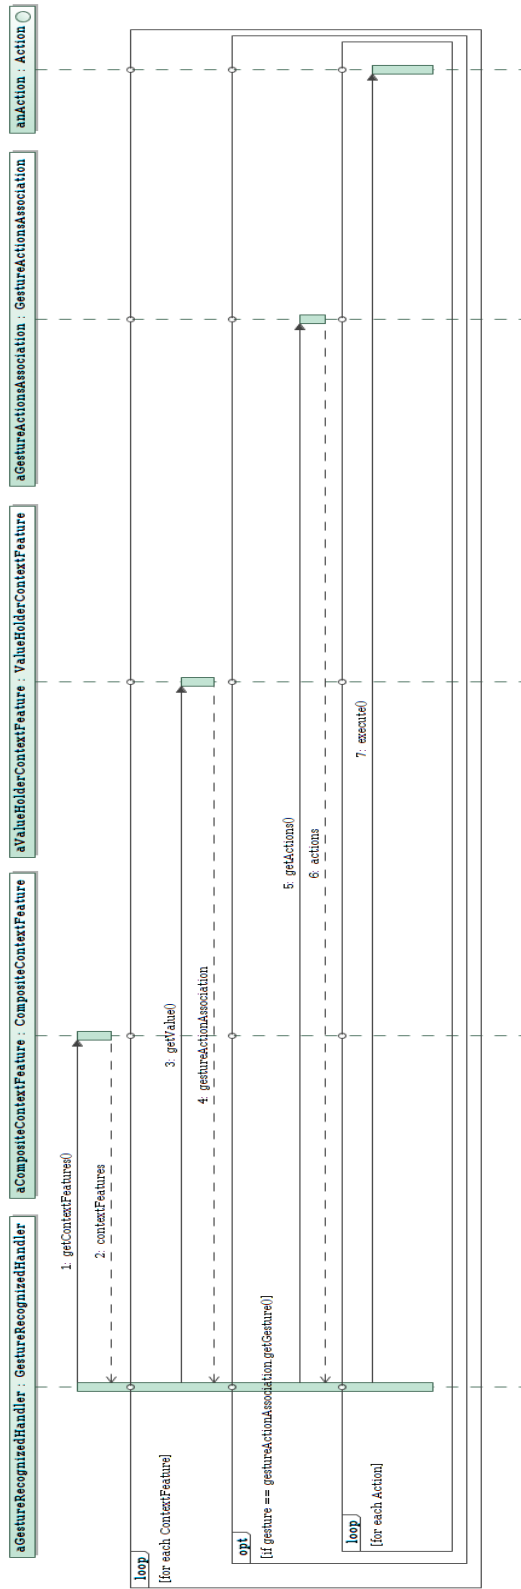 aGestureRecognizedHandler : GestureRecognizedHandler
aCompositeContextFeature : CompositeContextFeature
aValueHolderContextFeature : ValueHolderContextFeature
aGestureActionsAssociation : GestureActionsAssociation
anAction : Action
1: getContextFeatures()
2: contextFeatures
loop
[for each ContextFeature]
3: getValue()
4: gestureActionAssociation
opt
[if gesture == gestureActionAssociation.getGesture()]
5: getActions()
6: actions
loop
[for each Action]
7: execute()